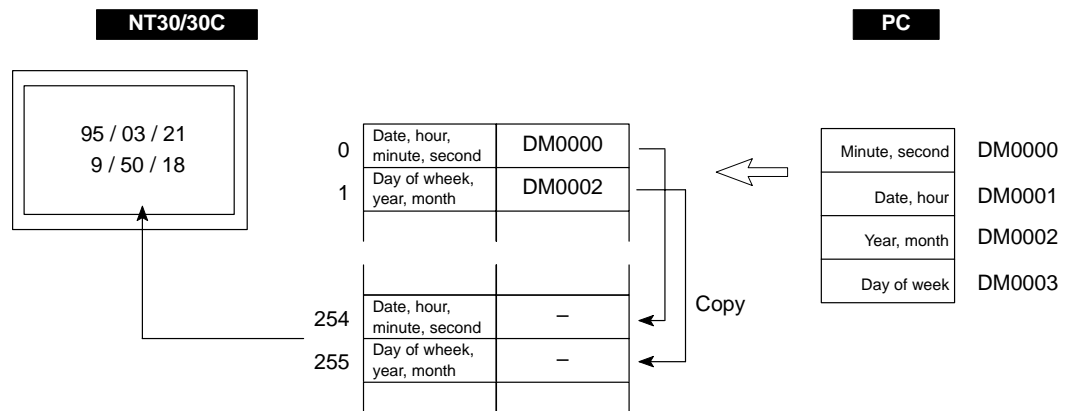 NT30/30C
PC
95 / 03 / 21
9 / 50 / 18
0
Date, hour,
minute, second
DM0000
1
Day of wheek,
year, month
DM0002
254
Date, hour,
minute, second
–
255
Day of wheek,
year, month
–
Copy
Minute, second
DM0000
Date, hour
DM0001
Year, month
DM0002
Day of week
DM0003